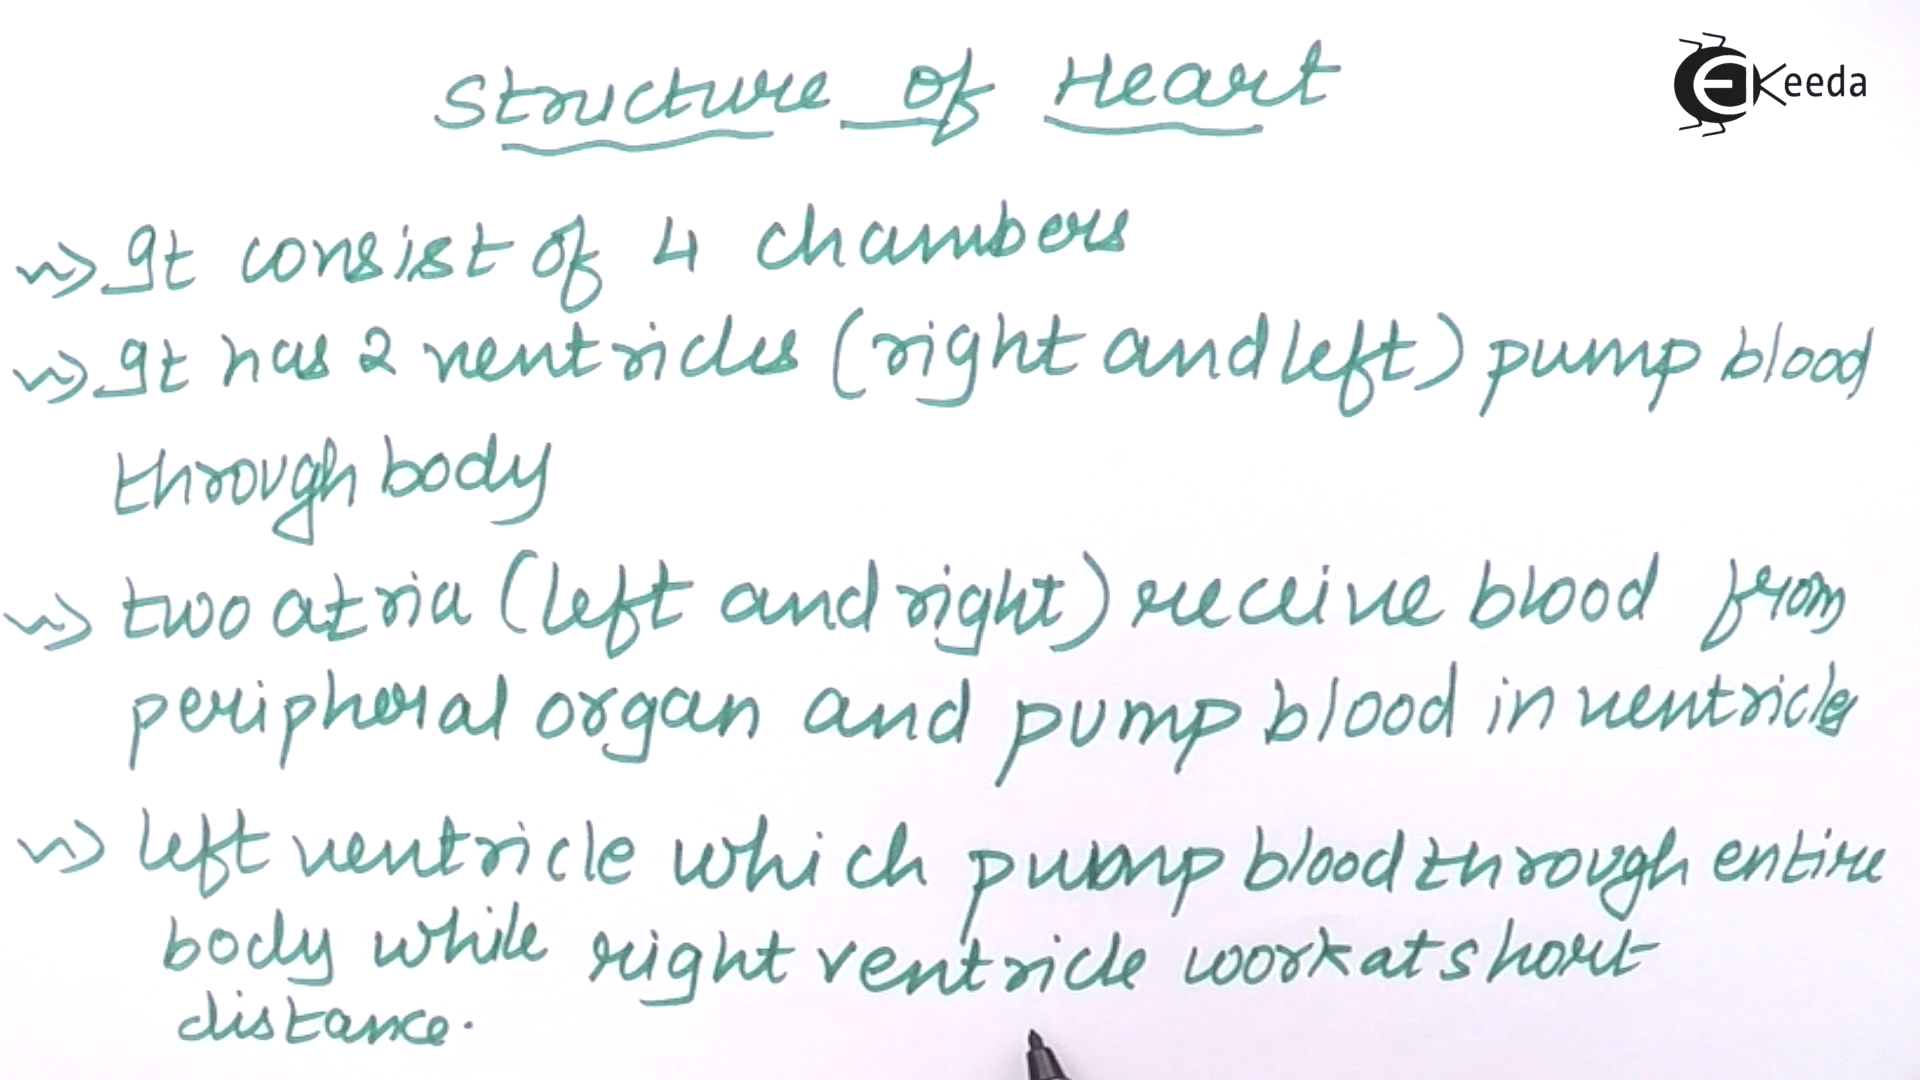 Structure of Heart
EKeeda
It consist of 4 chambers
It has 2 ventricles (right and left) pump blood
through body
two atria (left and right) receive blood from
peripheral organ and pump blood in ventricle
left ventricle which pump blood through entire
body while right ventricle work at short
distance.